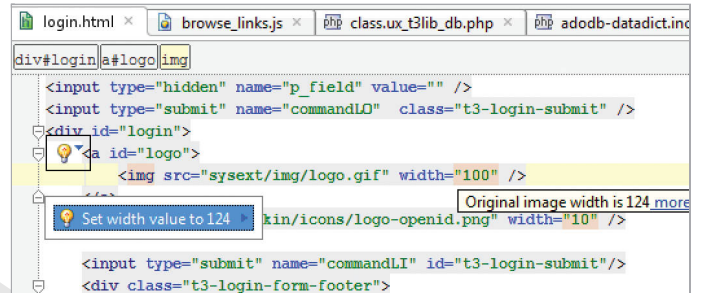 login.html × browse_links.js × class.ux_t3lib_db.php × adodb-datadict.inc
div#login a#logo img
<input type="hidden" name="p_field" value="" />
<input type="submit" name="commandLO" class="t3-login-submit" />
<div id="login">
<a id="logo">
<img src="sysext/img/logo.gif" width="100" />
Original image width is 124 more
Set width value to 124 kin/icons/logo-openid.png" width="10" />
<input type="submit" name="commandLI" id="t3-login-submit"/>
<div class="t3-login-form-footer">